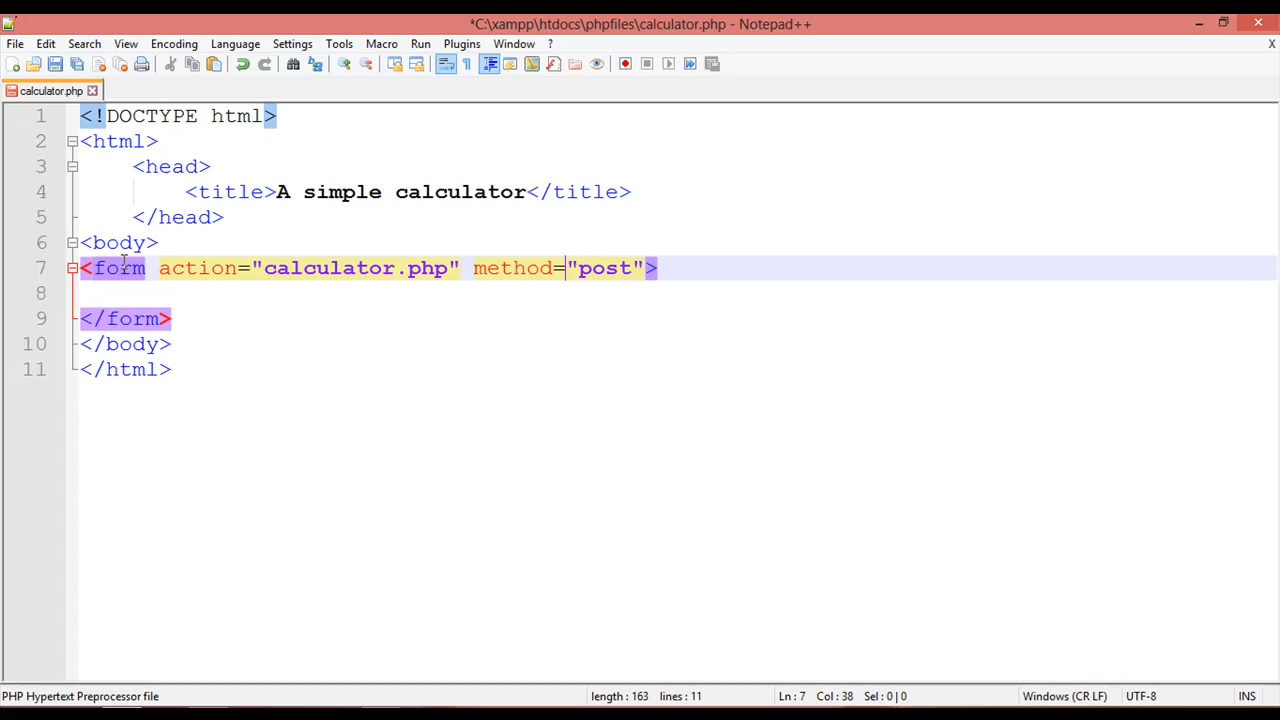 *C:\xampp\htdocs\phpfiles\calculator.php - Notepad++
File Edit Search View Encoding Language Settings Tools Macro Run Plugins Window ? X
calculator.php
1 <!DOCTYPE html>
2 <html>
3 <head>
4 <title>A simple calculator</title>
5 </head>
6 <body>
7 <form action="calculator.php" method="post">
8
9 </form>
10 </body>
11 </html>
PHP Hypertext Preprocessor file length : 163 lines : 11 Ln : 7 Col : 38 Sel : 0 | 0 Windows (CR LF) UTF-8 INS